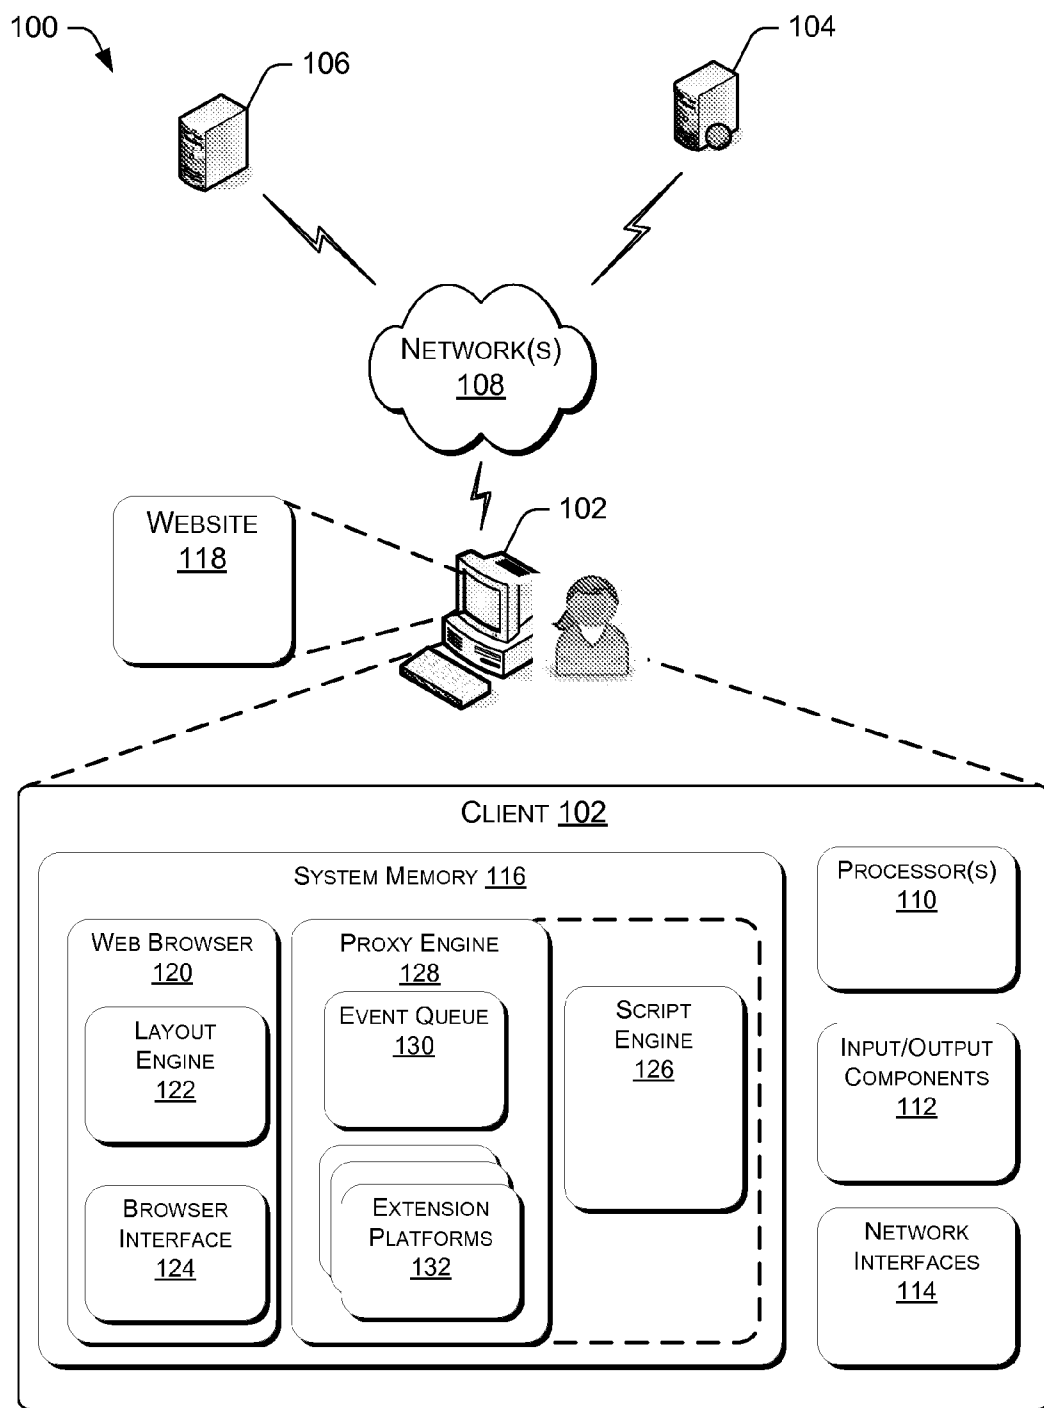 100
106
104
NETWORK(S)
108
WEBSITE
118
102
CLIENT 102
SYSTEM MEMORY 116
WEB BROWSER
120
LAYOUT
ENGINE
122
BROWSER
INTERFACE
124
PROXY ENGINE
128
EVENT QUEUE
130
EXTENSION
PLATFORMS
132
SCRIPT
ENGINE
126
PROCESSOR(S)
110
INPUT/OUTPUT
COMPONENTS
112
NETWORK
INTERFACES
114